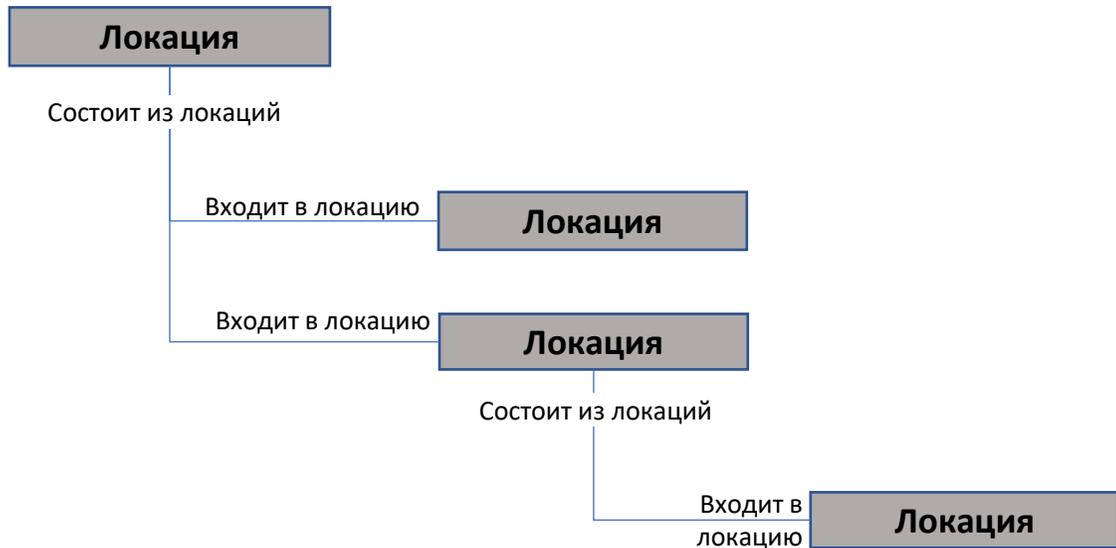 Локация
Состоит из локаций
Входит в локацию
Локация
Входит в локацию
Локация
Состоит из локаций
Входит в
локацию
Локация